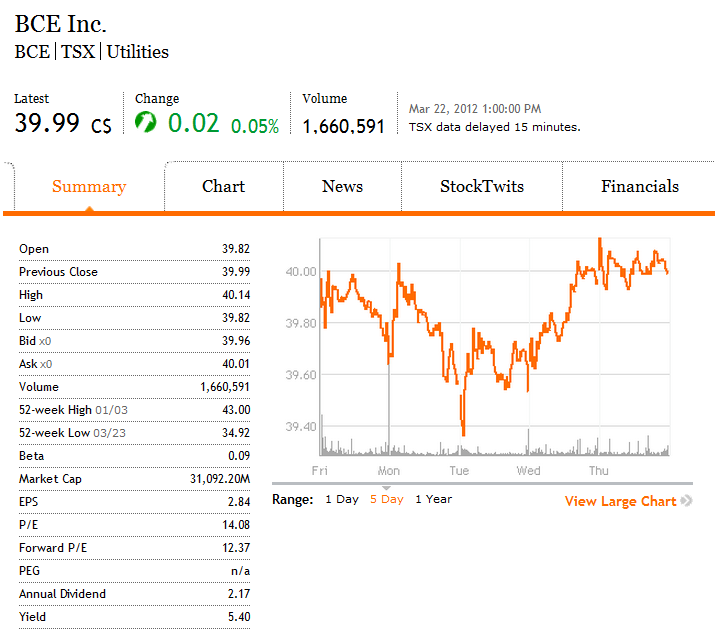 BCE Inc.
BCE | TSX | Utilities
Latest Change Volume
Mar 22, 2012 1:00:00 PM
39.99 C$ 0.02 0.05% 1,660,591
TSX data delayed 15 minutes.
Summary Chart News StockTwits Financials
Open 39.82
Previous Close 39.99
High 40.14
Low 39.82
Bid x0 39.96
Ask x0 40.01
Volume 1,660,591
52-week High 01/03 43.00
52-week Low 03/23 34.92
Beta 0.09
Market Cap 31,092.20M
EPS 2.84
P/E 14.08
Forward P/E 12.37
PEG n/a
Annual Dividend 2.17
Yield 5.40
40.00
39.80
39.60
39.40
Fri Mon Tue Wed Thu
Range: 1 Day 5 Day 1 Year View Large Chart